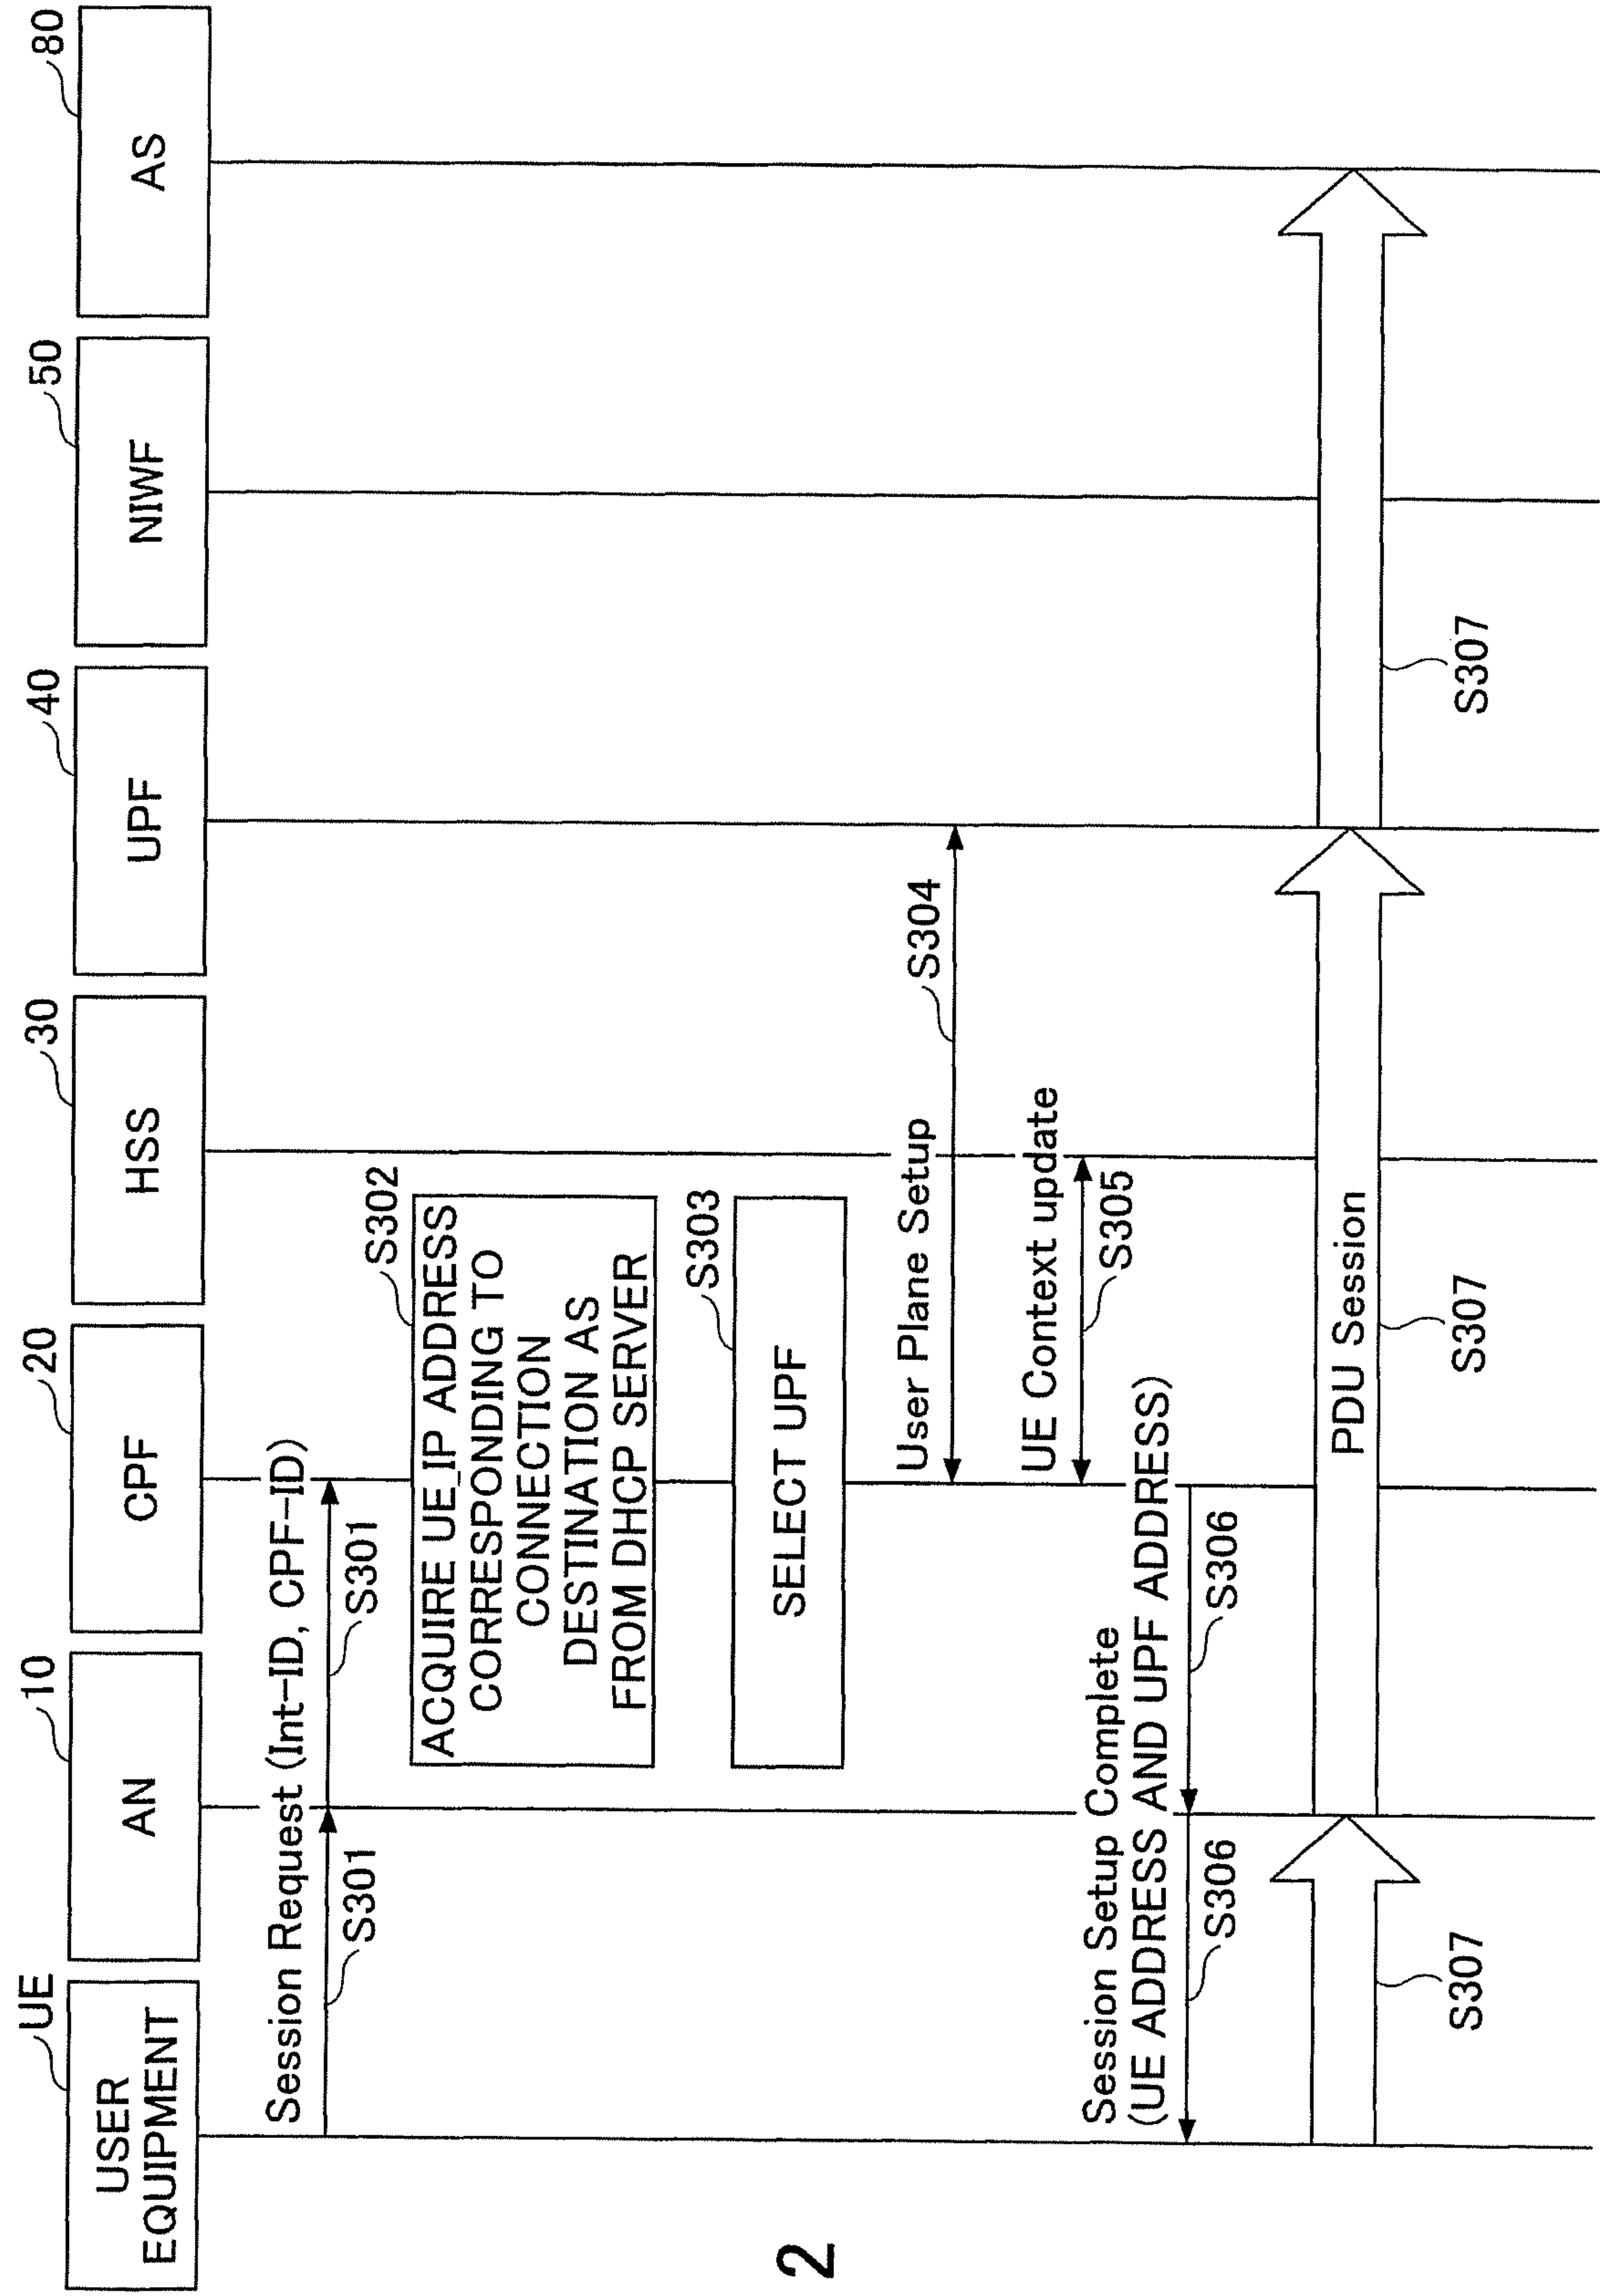 UE
10
20
30
40
50
80
USER
EQUIPMENT
AN
CPF
HSS
UPF
NIWF
AS
Session Request (Int-ID, CPF-ID)
S301
S301
S302
ACQUIRE UE_IP ADDRESS
CORRESPONDING TO
CONNECTION
DESTINATION AS
FROM DHCP SERVER
S303
SELECT UPF
User Plane Setup
S304
UE Context update
S305
Session Setup Complete
(UE ADDRESS AND UPF ADDRESS)
S306
S306
PDU Session
S307
S307
S307
2